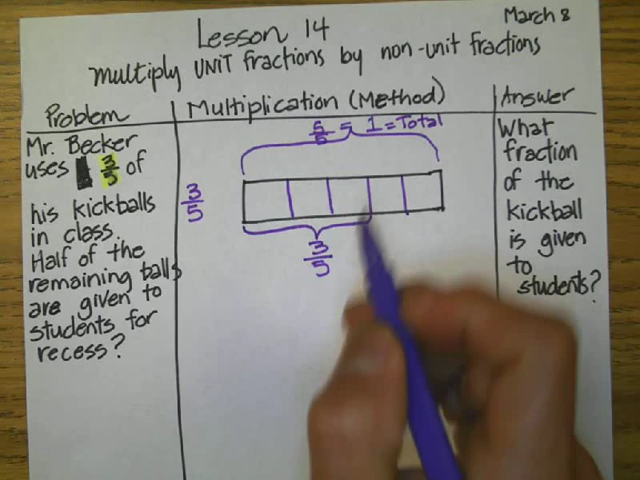 March 8
Lesson 14
multiply UNIT fractions by non-unit fractions
Problem
Multiplication (Method)
Answer
Mr. Becker
uses 3/5 of
his kickballs
in class.
Half of the
remaining balls
are given to
students for
recess?
5/5 = 1 = Total
3/5
3/5
What
fraction
of the
kickball
is given
to
students?